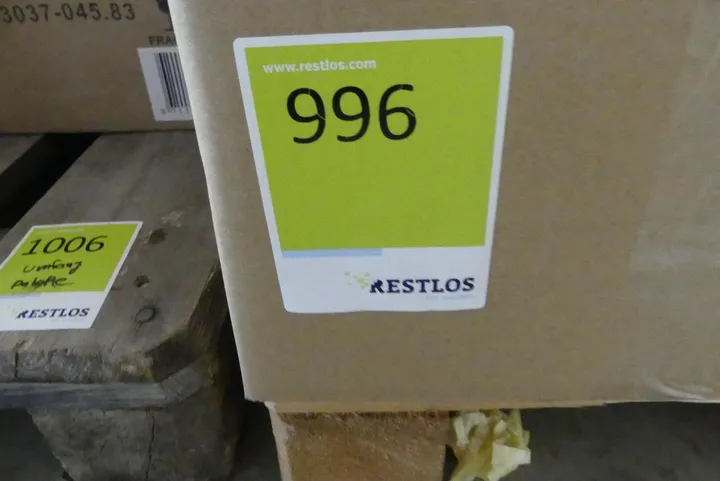 3037-045.83
www.restlos.com
996
RESTLOS
1006
Umfang
Palette
RESTLOS